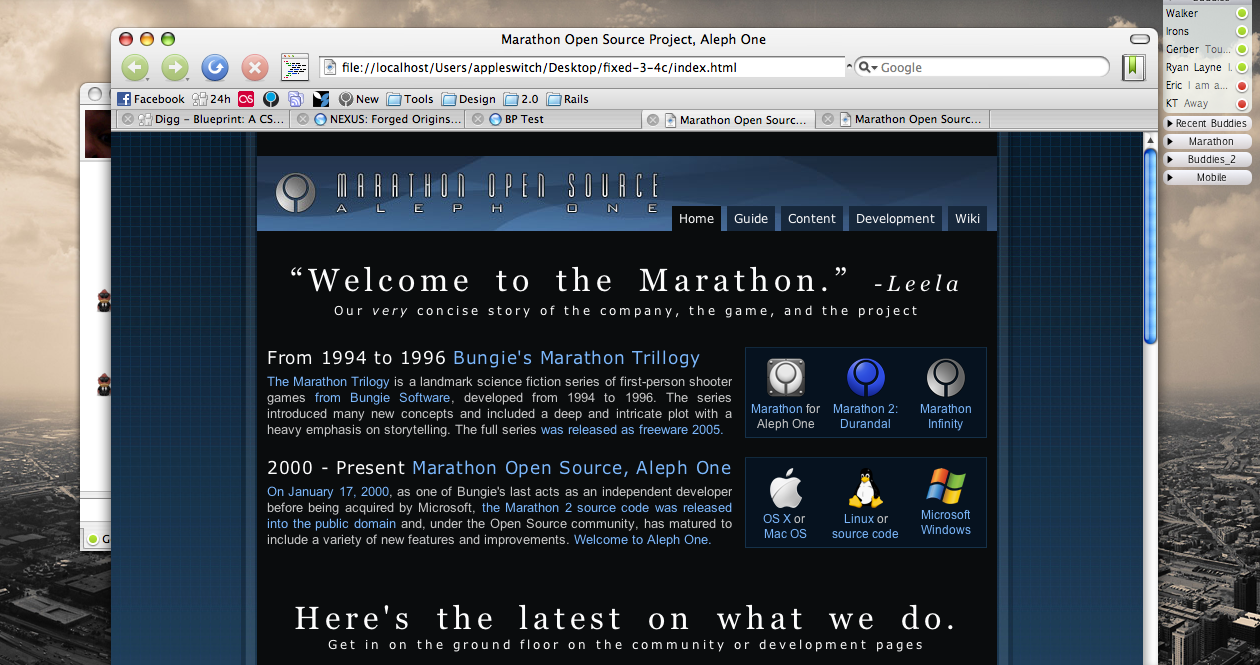 Marathon Open Source Project, Aleph One
file://localhost/Users/appleswitch/Desktop/fixed-3-4c/index.html
Google
Facebook 24h New Tools Design 2.0 Rails
Digg – Blueprint: A CS...
NEXUS: Forged Origins...
BP Test
Marathon Open Sourc...
Marathon Open Sourc...
Walker
Irons
Gerber Tou...
Ryan Layne
Eric I am a...
KT Away
Recent Buddies
Marathon
Buddies_2
Mobile
MARATHON OPEN SOURCE
ALEPH ONE
Home Guide Content Development Wiki
“Welcome to the Marathon.” -Leela
Our very concise story of the company, the game, and the project
From 1994 to 1996 Bungie's Marathon Trillogy
The Marathon Trilogy is a landmark science fiction series of first-person shooter
games from Bungie Software, developed from 1994 to 1996. The series
introduced many new concepts and included a deep and intricate plot with a
heavy emphasis on storytelling. The full series was released as freeware 2005.
Marathon for
Aleph One
Marathon 2:
Durandal
Marathon
Infinity
2000 - Present Marathon Open Source, Aleph One
On January 17, 2000, as one of Bungie's last acts as an independent developer
before being acquired by Microsoft, the Marathon 2 source code was released
into the public domain and, under the Open Source community, has matured to
include a variety of new features and improvements. Welcome to Aleph One.
OS X or
Mac OS
Linux or
source code
Microsoft
Windows
Here's the latest on what we do.
Get in on the ground floor on the community or development pages